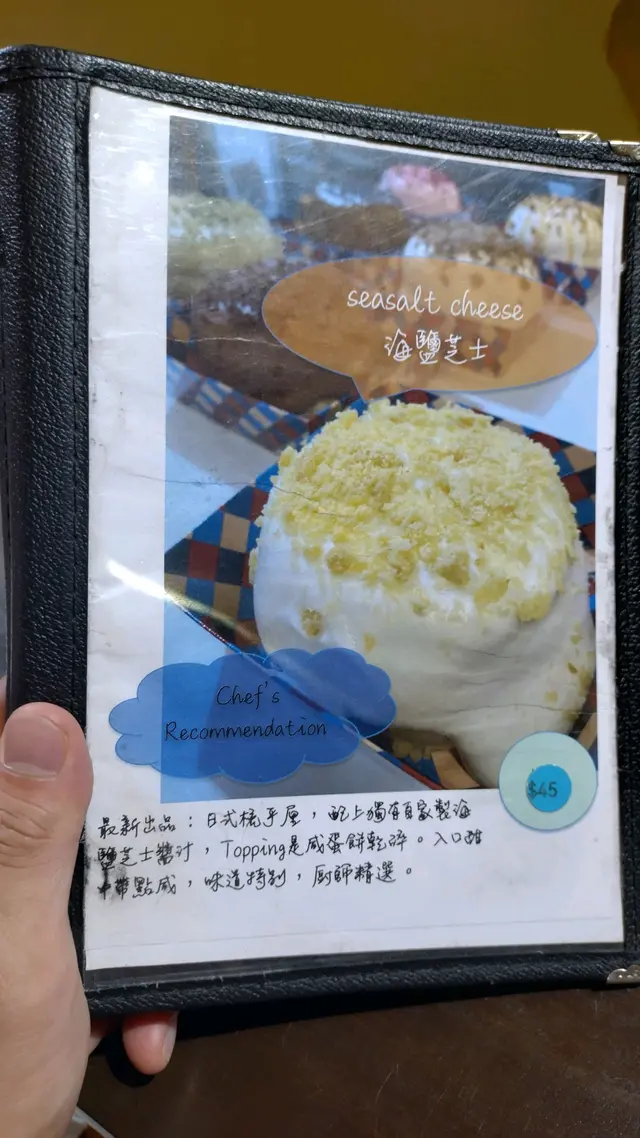 seasalt cheese
海鹽芝士
Chef's
Recommendation
$45
最新出品：日式梳乎厘，配上獨有自家製海
鹽芝士醬汁，Topping是咸蛋餅乾碎。入口甜
中帶點咸，味道特別，廚師精選。